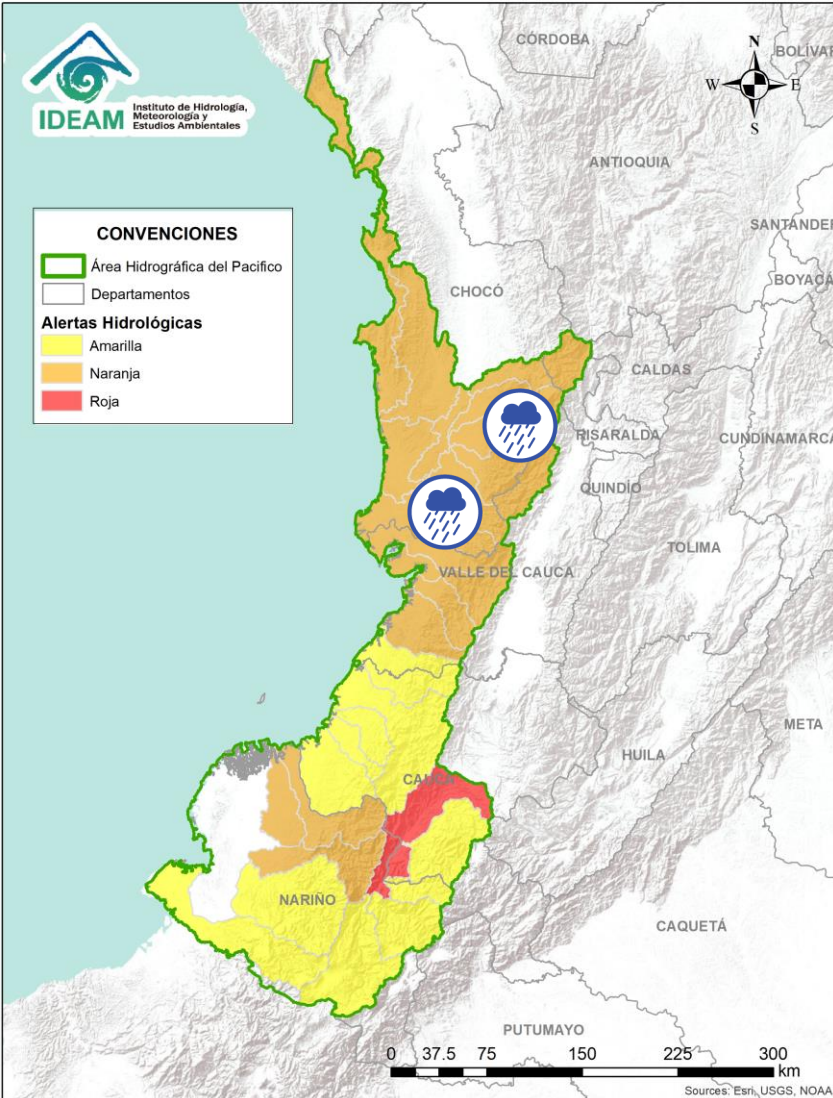 IDEAM
Instituto de Hidrología,
Meteorología y
Estudios Ambientales
N
W
E
S
CÓRDOBA
BOLÍVAR
ANTIOQUIA
SANTANDER
BOYACÁ
CONVENCIONES
Área Hidrográfica del Pacifico
Departamentos
Alertas Hidrológicas
Amarilla
Naranja
Roja
CHOCÓ
CALDAS
RISARALDA
CUNDINAMARCA
QUINDÍO
TOLIMA
VALLE DEL CAUCA
META
HUILA
CAUCA
NARIÑO
CAQUETÁ
PUTUMAYO
0 37.5 75 150 225 300
km
Sources: Esri, USGS, NOAA